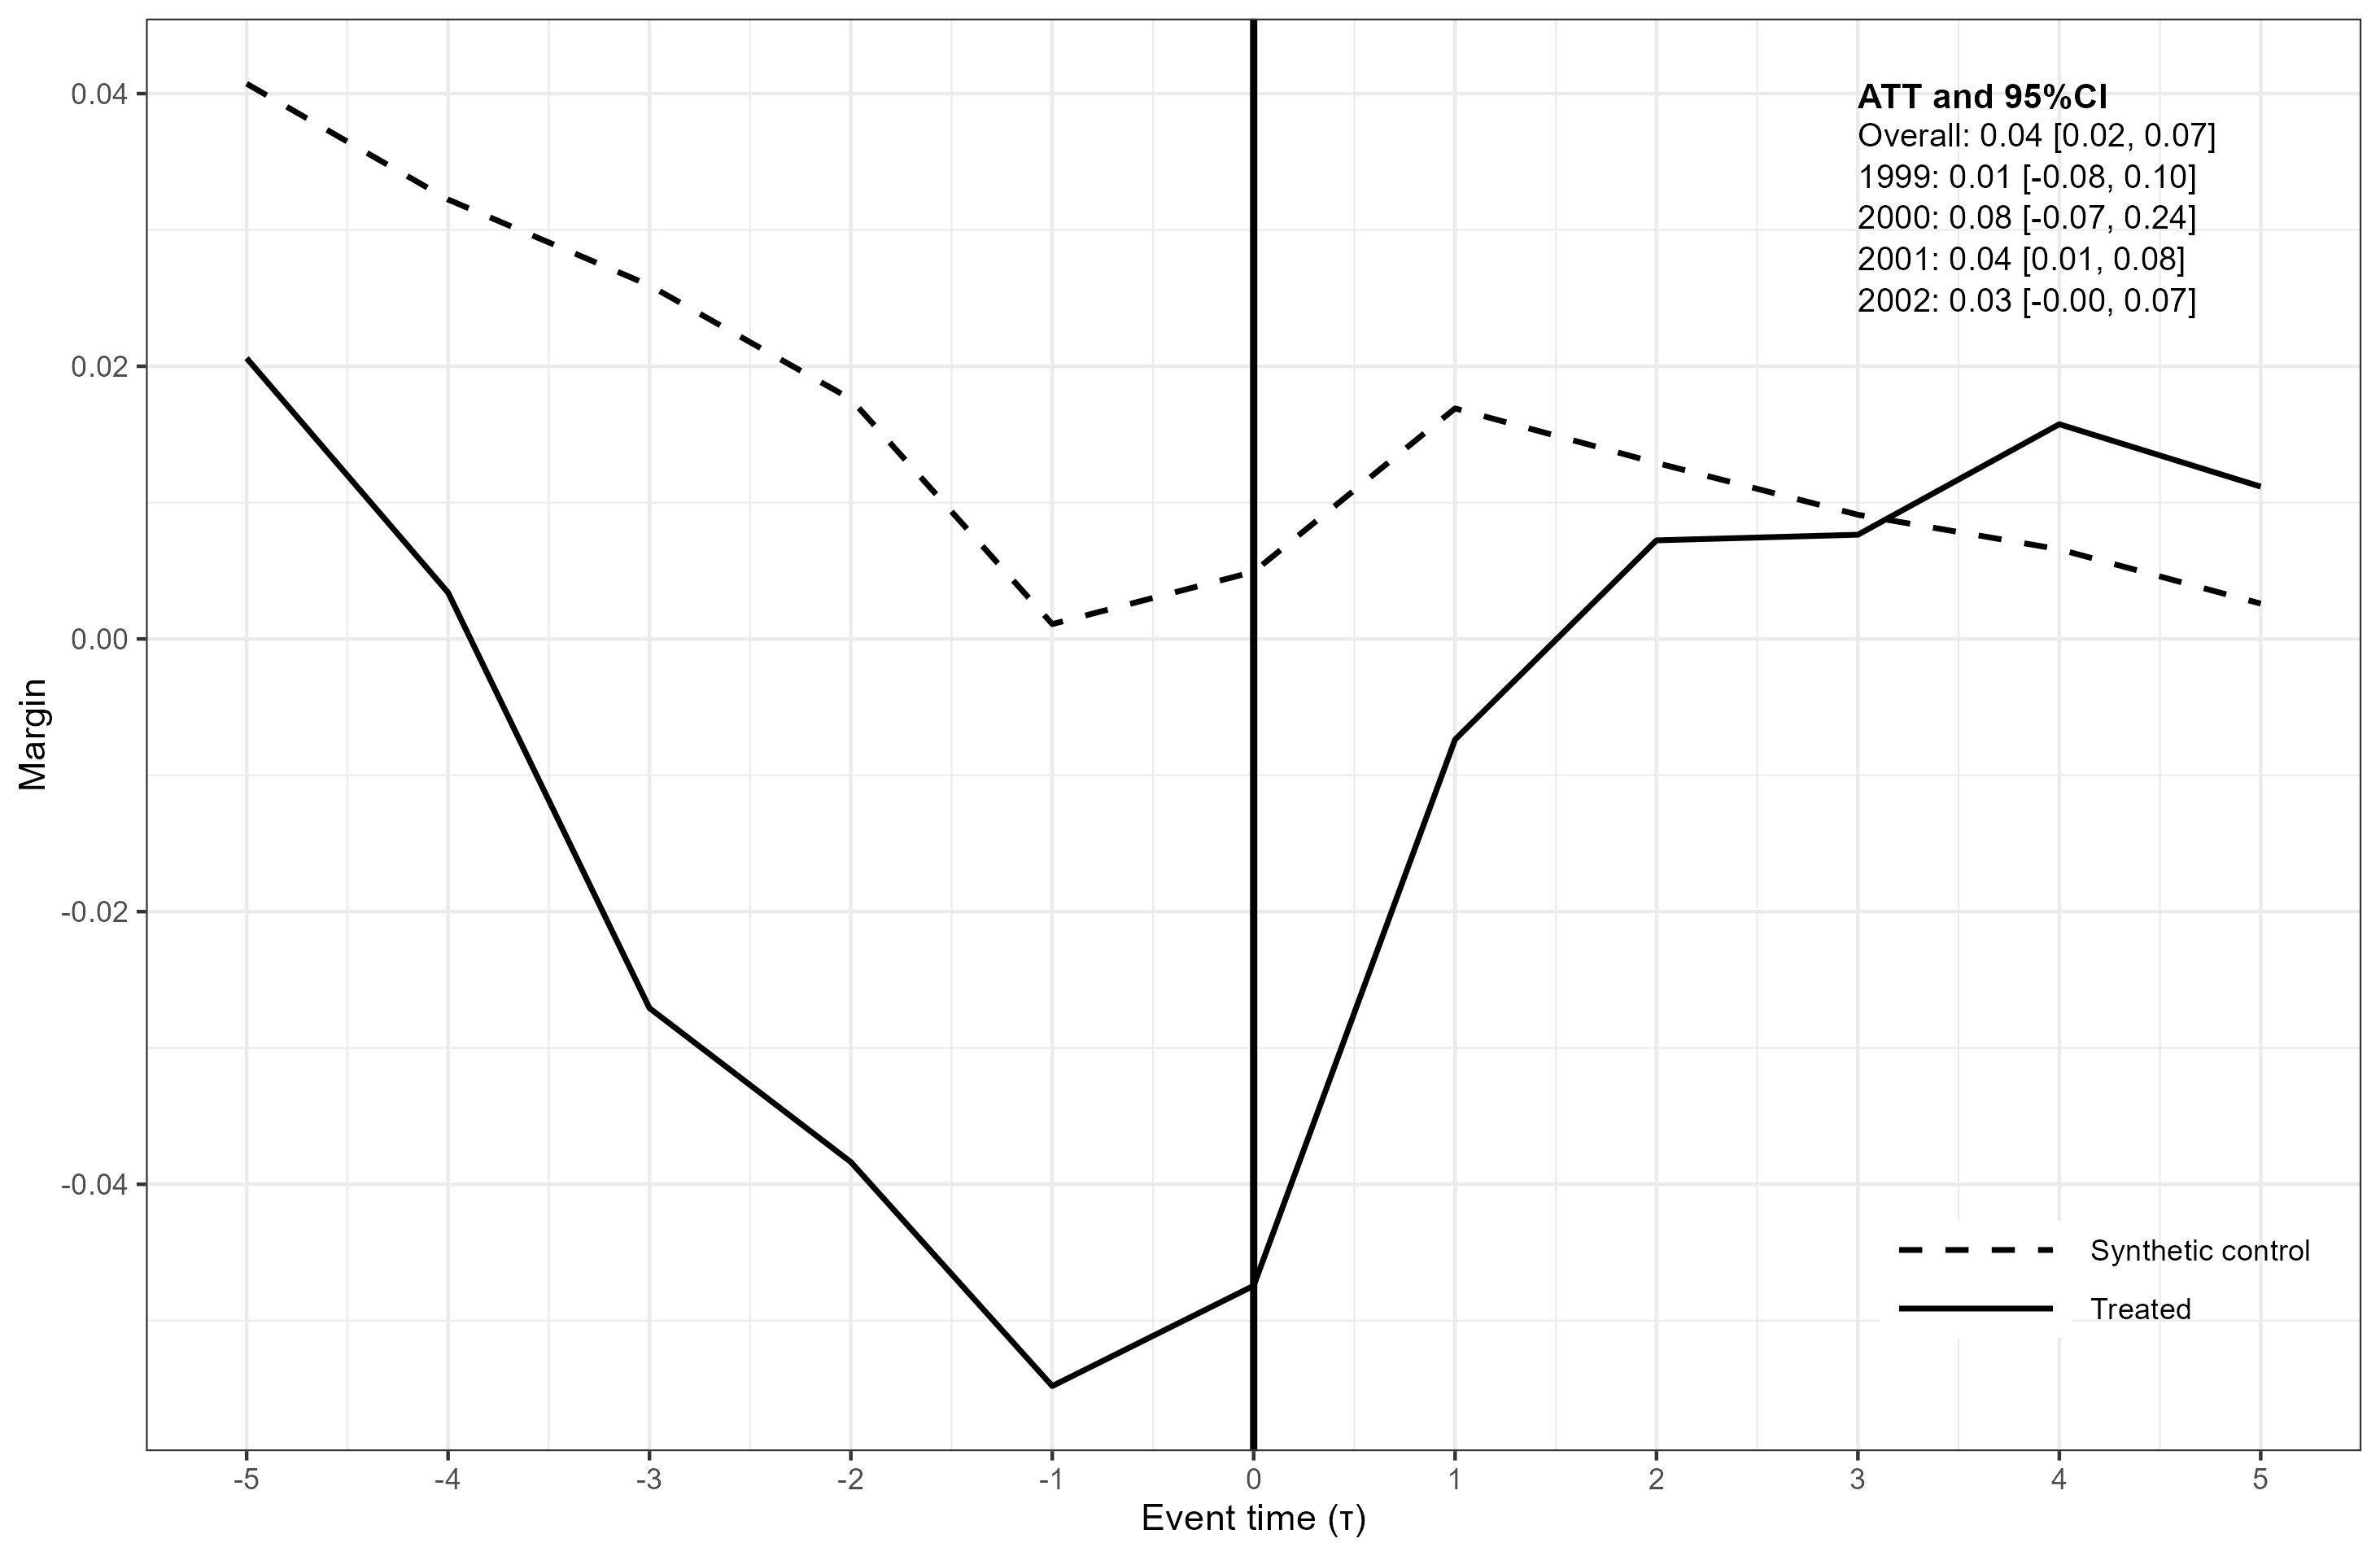 ATT and 95%CI
Overall: 0.04 [0.02, 0.07]
1999: 0.01 [-0.08, 0.10]
2000: 0.08 [-0.07, 0.24]
2001: 0.04 [0.01, 0.08]
2002: 0.03 [-0.00, 0.07]
0.04
0.02
0.00
-0.02
-0.04
Margin
Synthetic control
Treated
-5 -4 -3 -2 -1 0 1 2 3 4 5
Event time (τ)